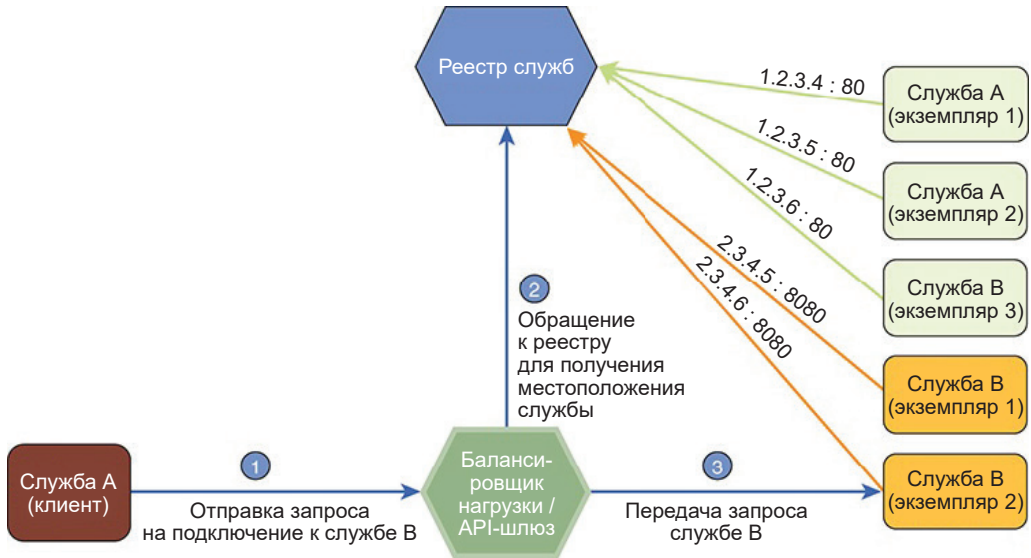 Реестр служб
1.2.3.4 : 80
1.2.3.5 : 80
1.2.3.6 : 80
2.3.4.5 : 8080
2.3.4.6 : 8080
Служба А
(экземпляр 1)
Служба А
(экземпляр 2)
Служба В
(экземпляр 3)
Служба В
(экземпляр 1)
Служба В
(экземпляр 2)
2
Обращение
к реестру
для получения
местоположения
службы
Служба А
(клиент)
1
Отправка запроса
на подключение к службе В
Баланси-
ровщик
нагрузки /
API-шлюз
3
Передача запроса
службе В